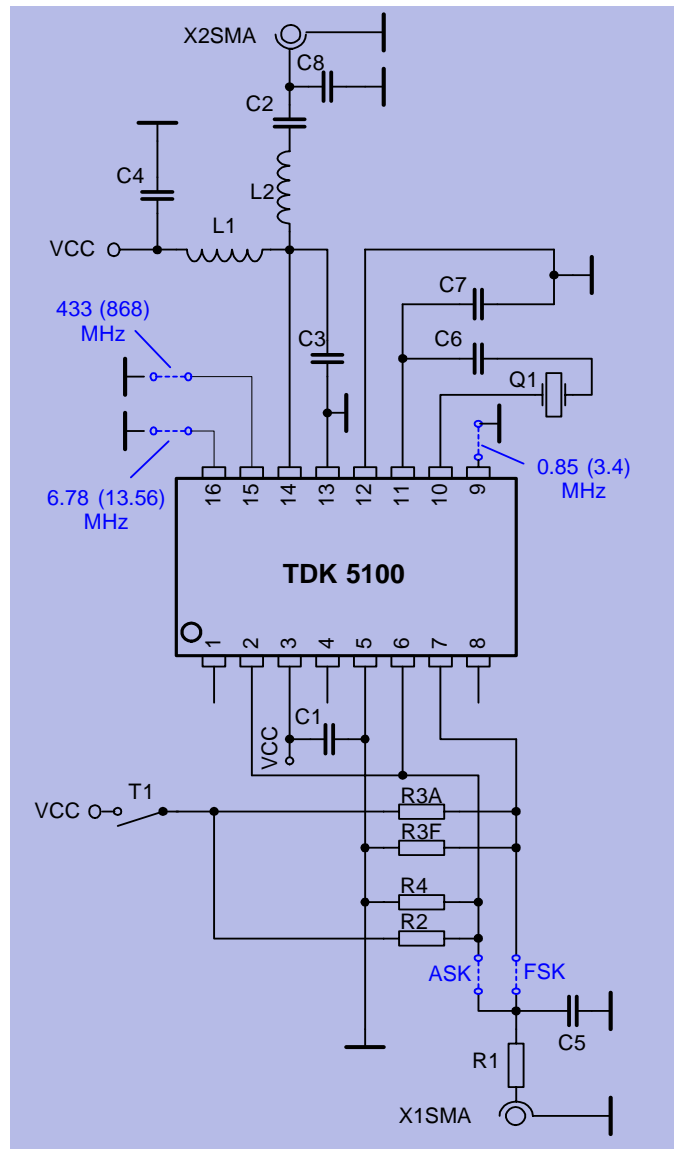 X2SMA
C8
C2
C4
L2
L1
VCC
433 (868)
MHz
C7
C3
C6
Q1
0.85 (3.4)
MHz
6.78 (13.56)
MHz
16 15 14 13 12 11 10 9
TDK 5100
1 2 3 4 5 6 7 8
C1
VCC
T1
VCC
R3A
R3F
R4
R2
ASK
FSK
C5
R1
X1SMA